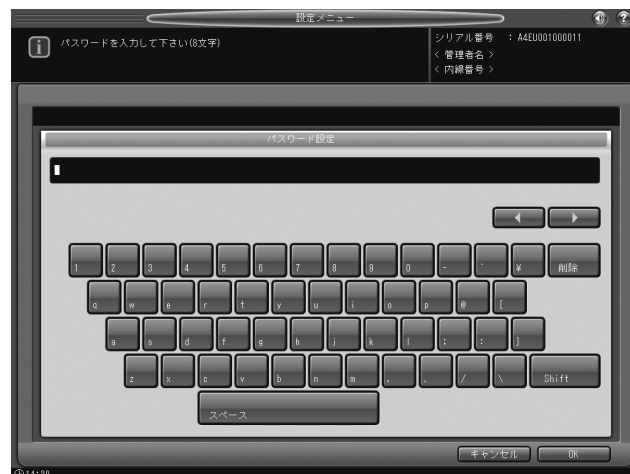 設定メニュー
パスワードを入力して下さい(8文字)
シリアル番号 : A4EU001000011
< 管理者名 >
< 内線番号 >
パスワード設定
1 2 3 4 5 6 7 8 9 0 - ^ ¥ 削除
q w e r t y u i o p @ [
a s d f g h j k l ; : ]
z x c v b n m , . / \ Shift
スペース
キャンセル OK
14:30